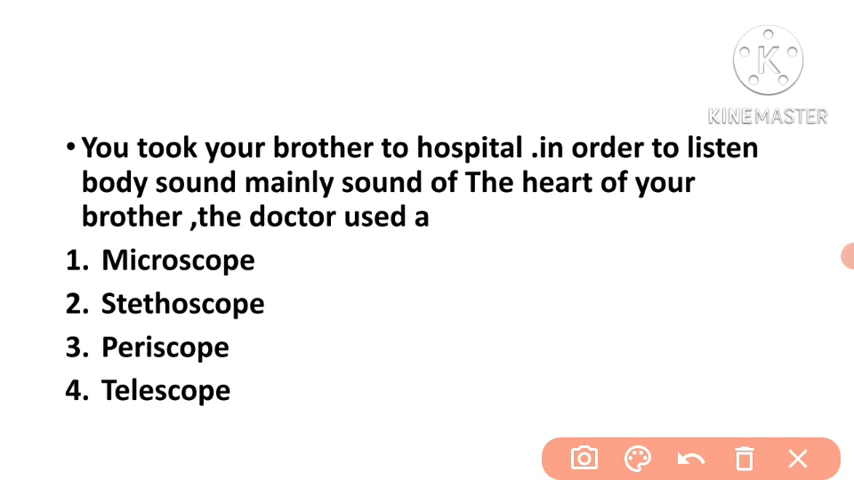 K
KINEMASTER
• You took your brother to hospital .in order to listen
body sound mainly sound of The heart of your
brother ,the doctor used a
1. Microscope
2. Stethoscope
3. Periscope
4. Telescope